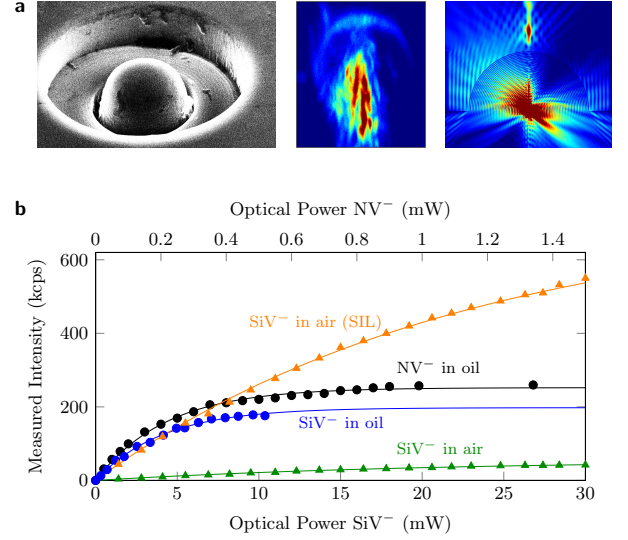 a
b
Optical Power NV⁻ (mW)
0 0.2 0.4 0.6 0.8 1 1.2 1.4
Measured Intensity (kcps)
600
400
200
0
SiV⁻ in air (SIL)
NV⁻ in oil
SiV⁻ in oil
SiV⁻ in air
0 5 10 15 20 25 30
Optical Power SiV⁻ (mW)